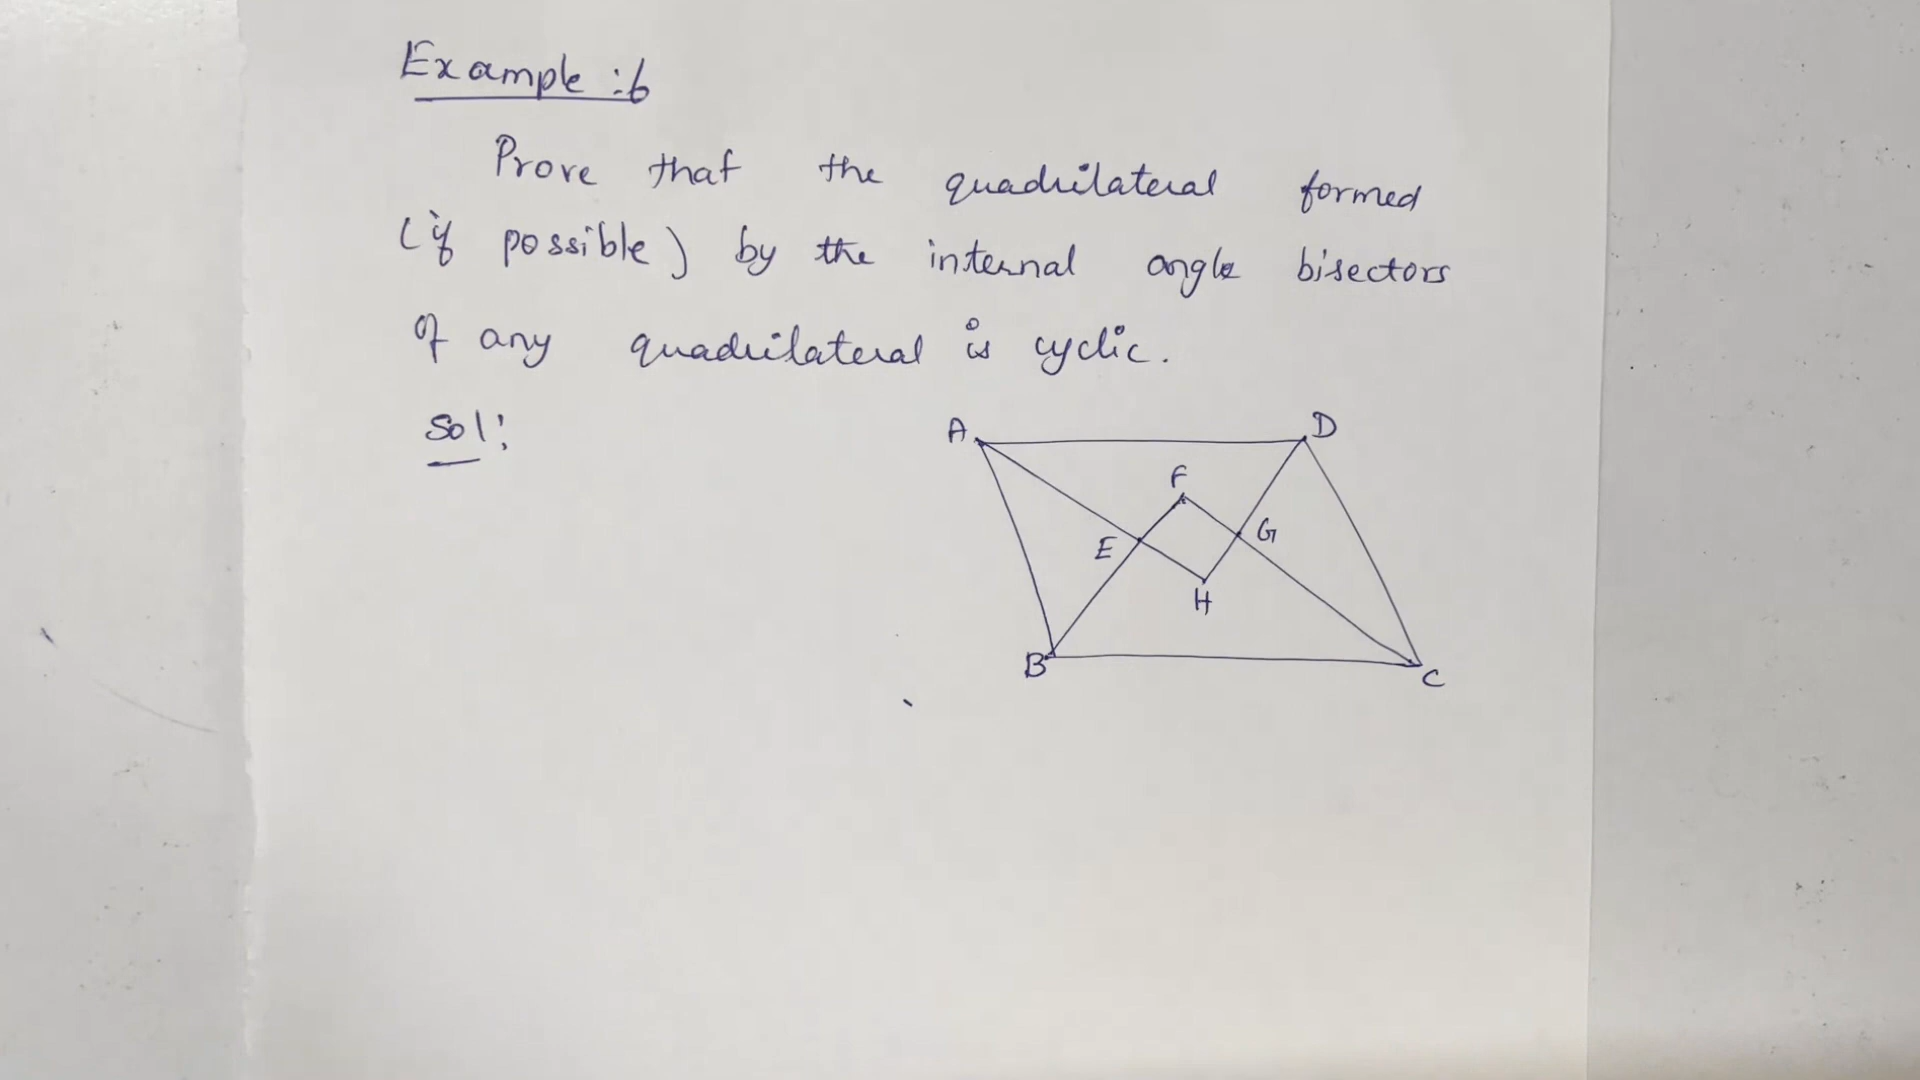 Example :6
Prove that the quadrilateral formed
(if possible) by the internal angle bisectors
of any quadrilateral is cyclic.
Sol:
A
D
F
E
G
H
B
C